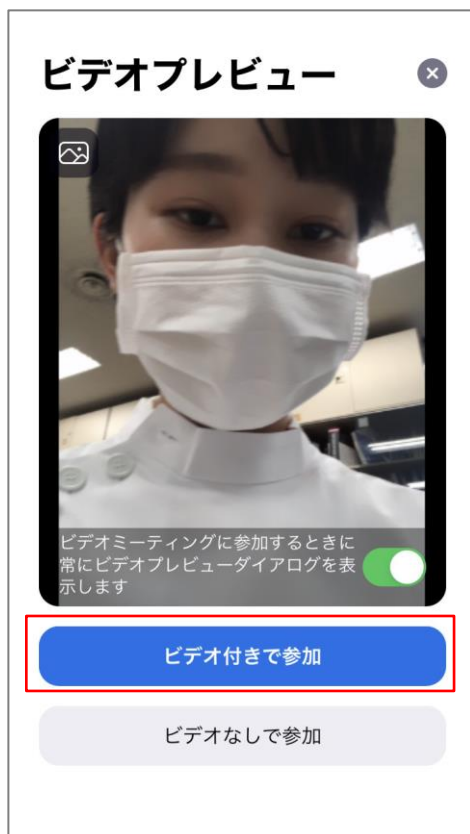 ビデオプレビュー
ビデオミーティングに参加するときに
常にビデオプレビューダイアログを表
示します
ビデオ付きで参加
ビデオなしで参加